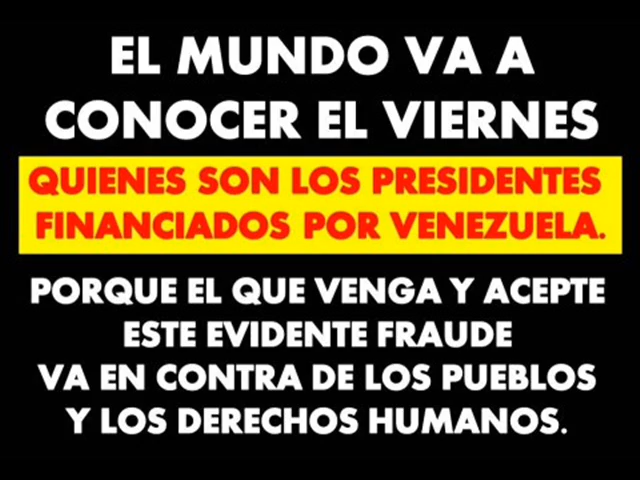 EL MUNDO VA A
CONOCER EL VIERNES
QUIENES SON LOS PRESIDENTES
FINANCIADOS POR VENEZUELA.
PORQUE EL QUE VENGA Y ACEPTE
ESTE EVIDENTE FRAUDE
VA EN CONTRA DE LOS PUEBLOS
Y LOS DERECHOS HUMANOS.